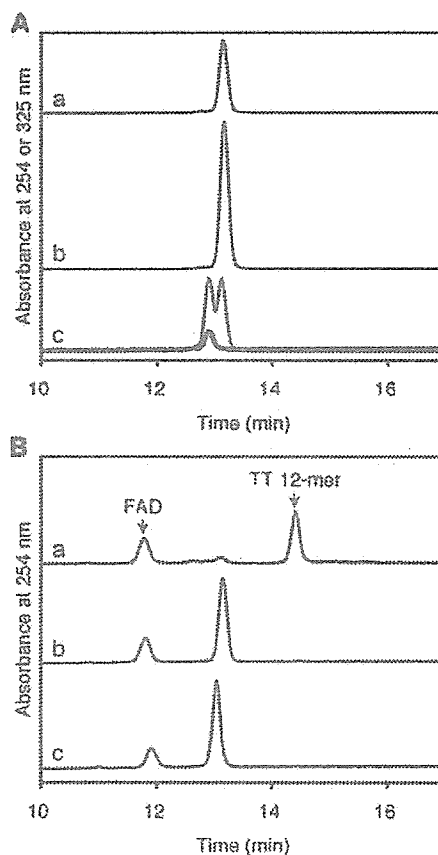 A
Absorbance at 254 or 325 nm
a
b
c
10 12 14 16
Time (min)
B
Absorbance at 254 nm
FAD
TT 12-mer
a
b
c
10 12 14 16
Time (min)